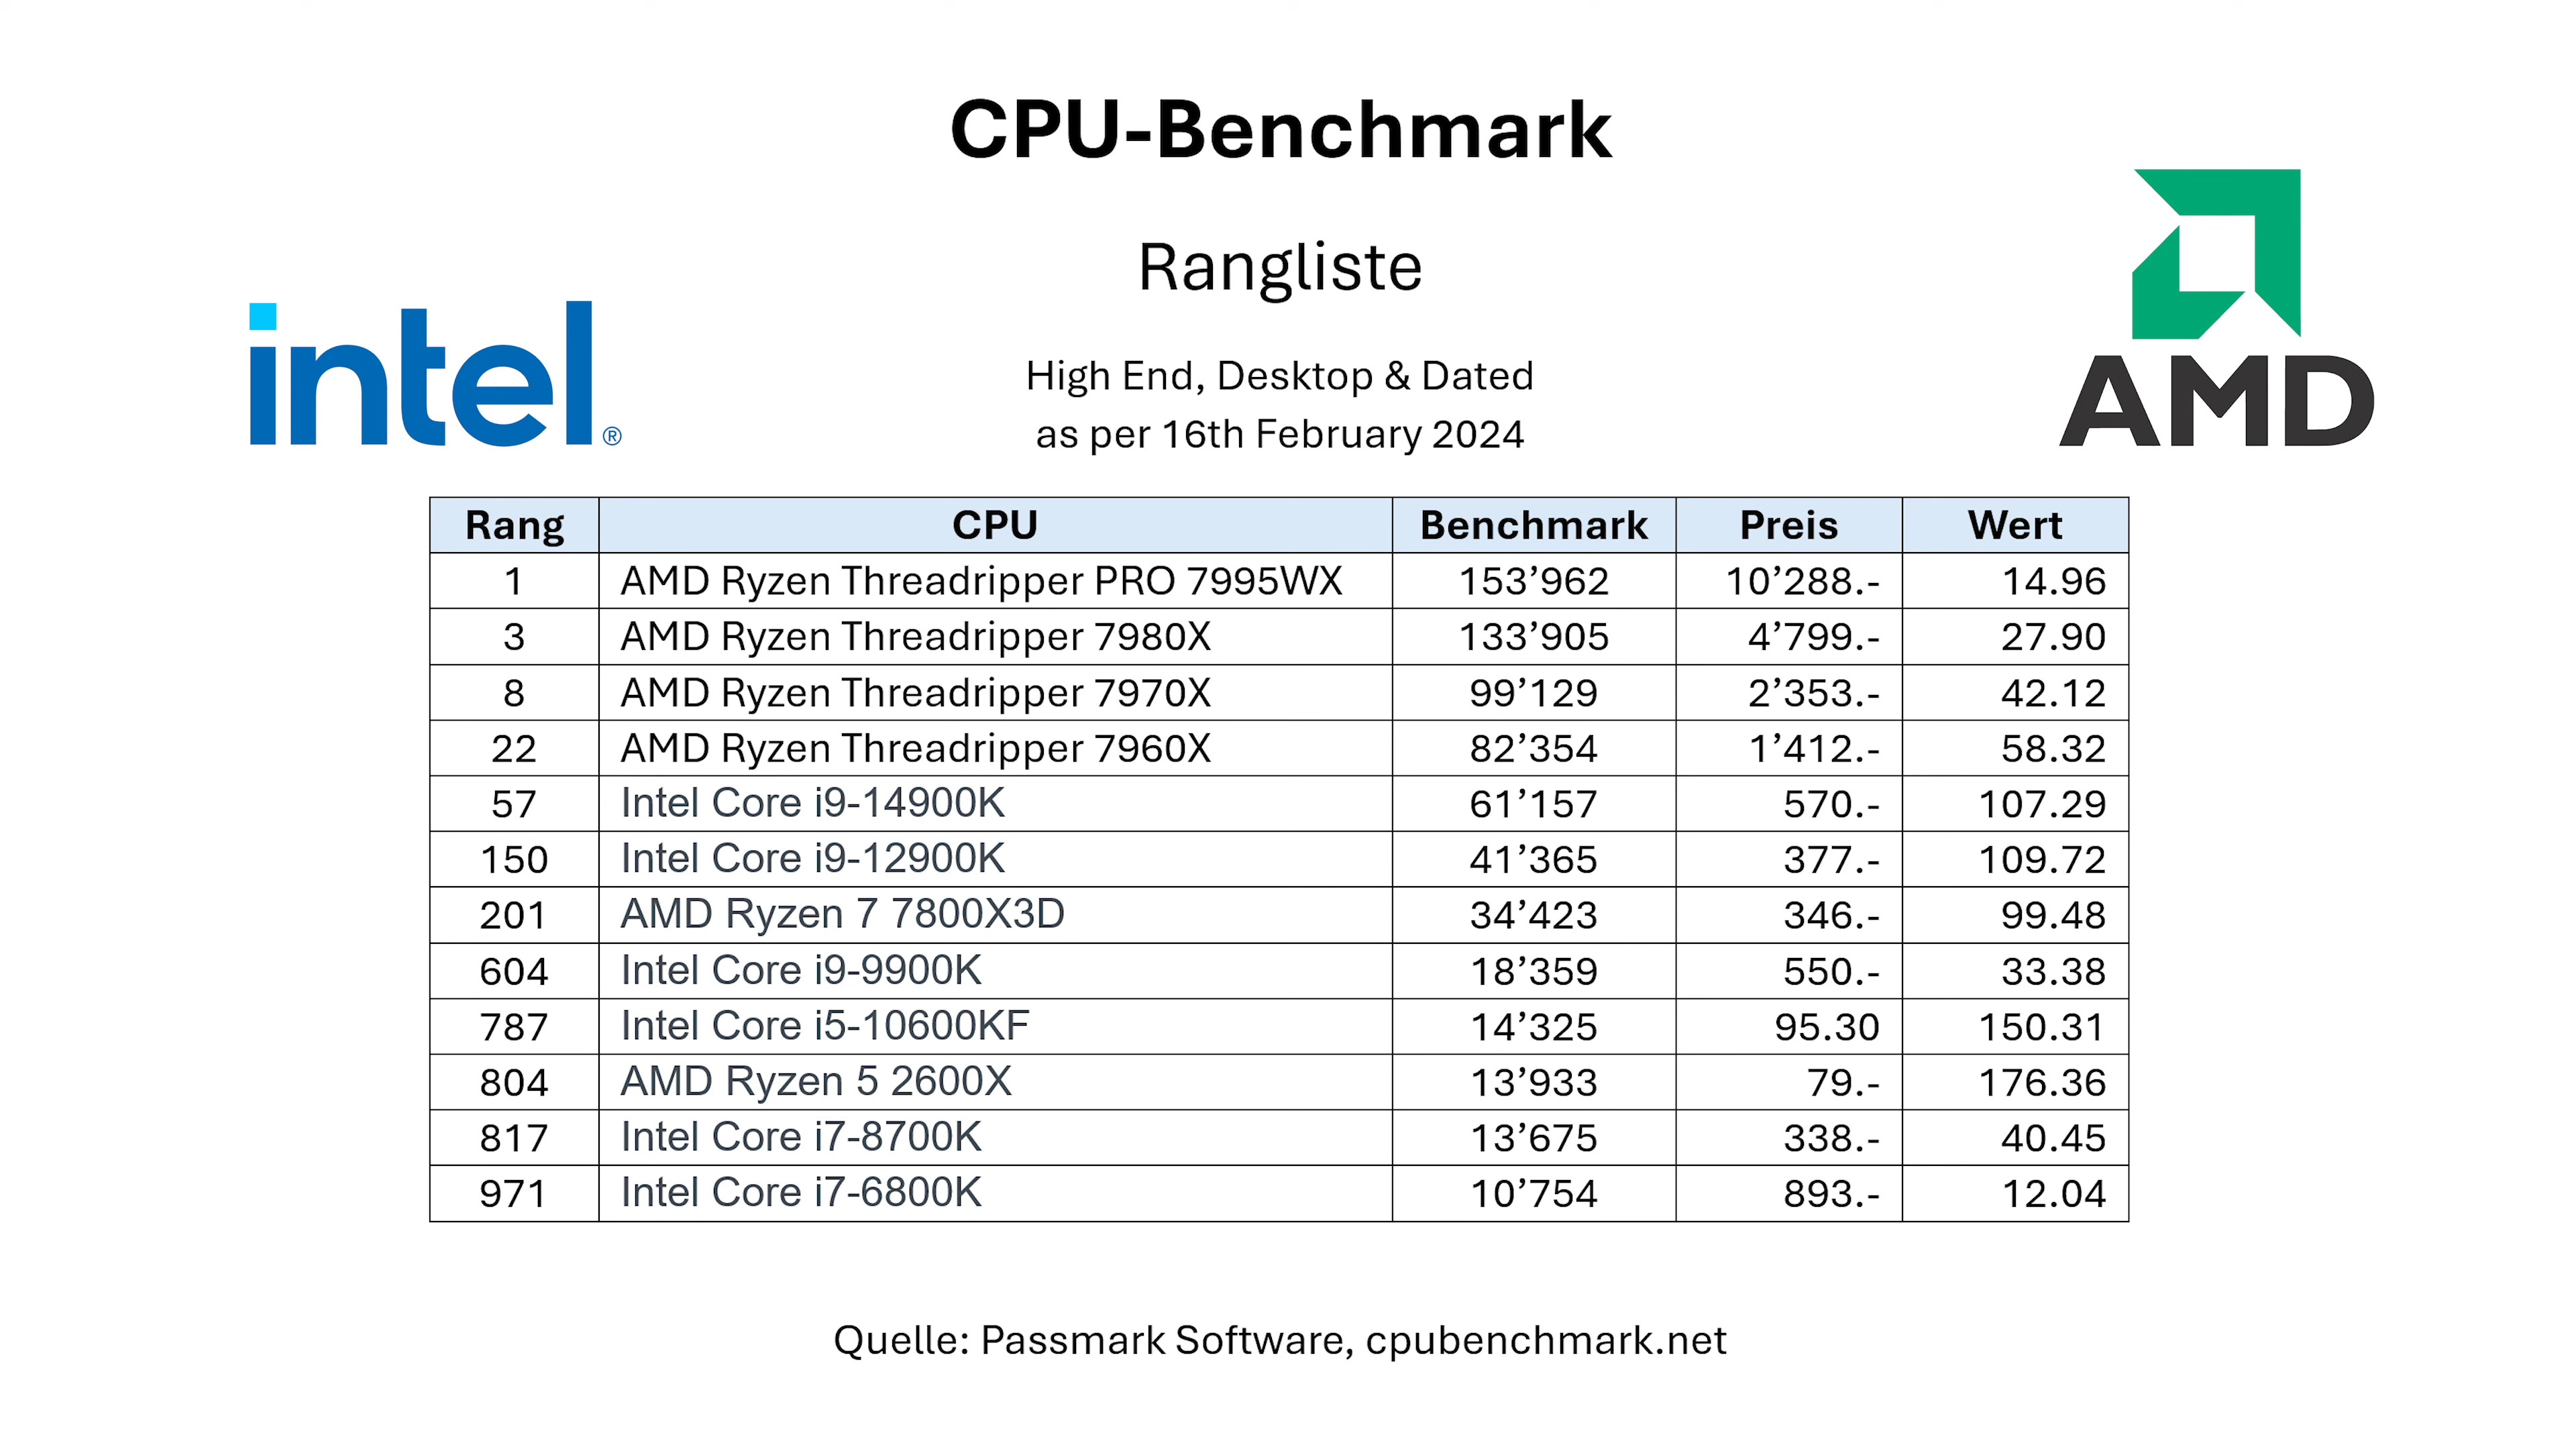 CPU-Benchmark
Rangliste
intel®
AMD
High End, Desktop & Dated
as per 16th February 2024
Rang CPU Benchmark Preis Wert
1 AMD Ryzen Threadripper PRO 7995WX 153’962 10’288.- 14.96
3 AMD Ryzen Threadripper 7980X 133’905 4’799.- 27.90
8 AMD Ryzen Threadripper 7970X 99’129 2’353.- 42.12
22 AMD Ryzen Threadripper 7960X 82’354 1’412.- 58.32
57 Intel Core i9-14900K 61’157 570.- 107.29
150 Intel Core i9-12900K 41’365 377.- 109.72
201 AMD Ryzen 7 7800X3D 34’423 346.- 99.48
604 Intel Core i9-9900K 18’359 550.- 33.38
787 Intel Core i5-10600KF 14’325 95.30 150.31
804 AMD Ryzen 5 2600X 13’933 79.- 176.36
817 Intel Core i7-8700K 13’675 338.- 40.45
971 Intel Core i7-6800K 10’754 893.- 12.04
Quelle: Passmark Software, cpubenchmark.net